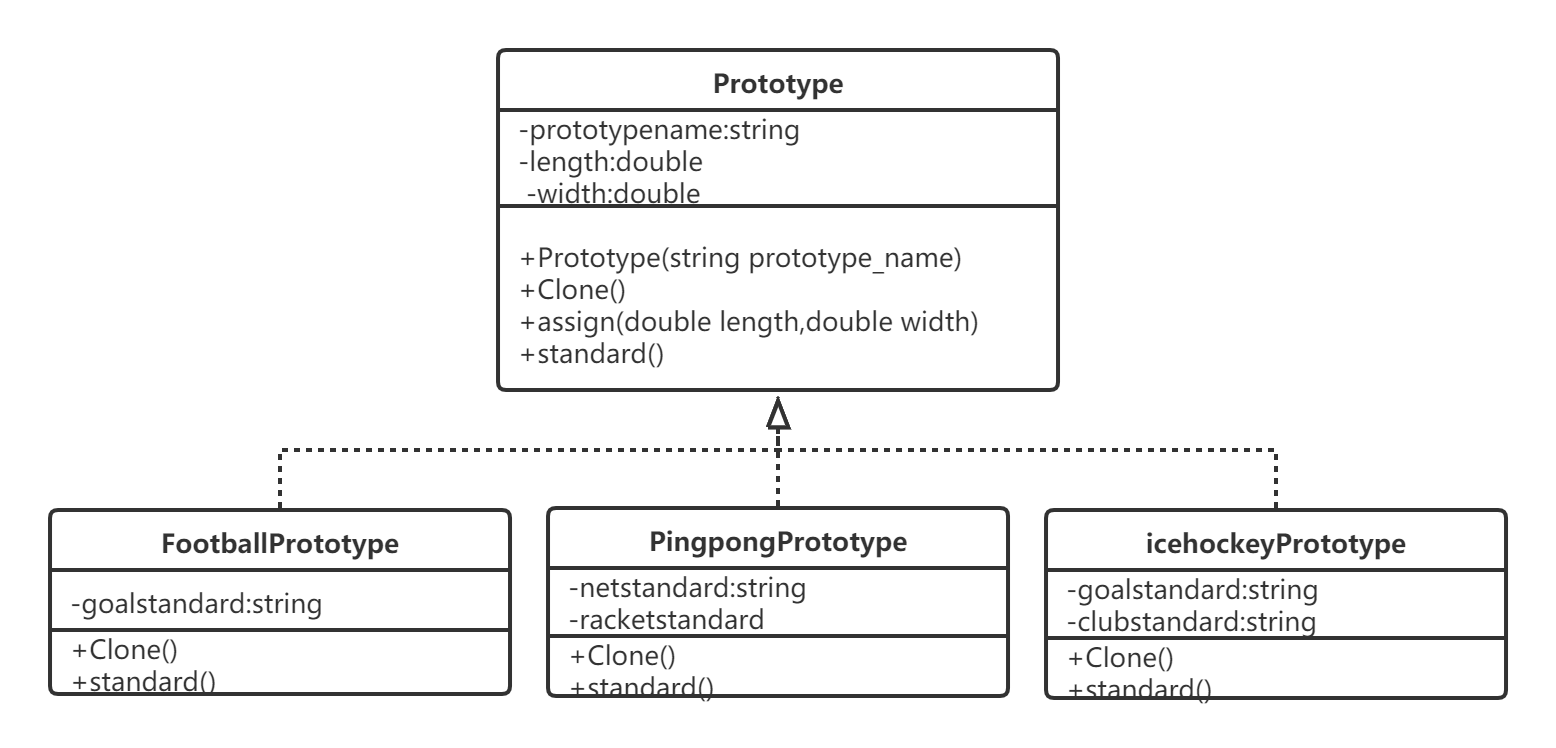 Prototype
-prototypename:string
-length:double
-width:double
+Prototype(string prototype_name)
+Clone()
+assign(double length,double width)
+standard()
FootballPrototype
-goalstandard:string
+Clone()
+standard()
PingpongPrototype
-netstandard:string
-racketstandard
+Clone()
+standard()
icehockeyPrototype
-goalstandard:string
-clubstandard:string
+Clone()
+standard()